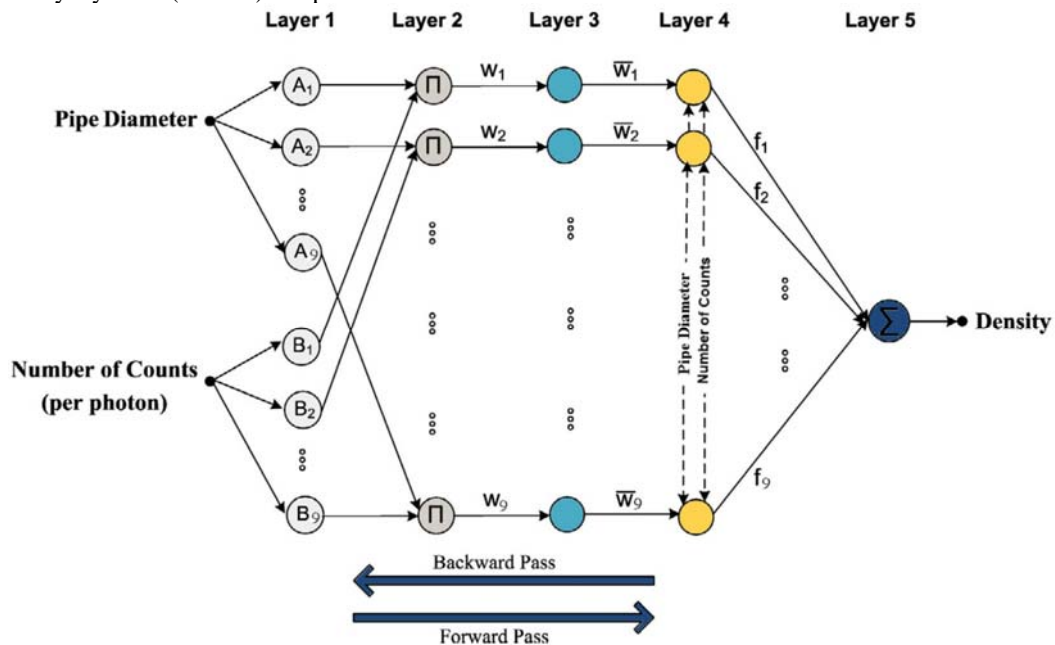 Layer 1 Layer 2 Layer 3 Layer 4 Layer 5
A₁ Π W₁ W̅₁
Pipe Diameter
A₂ Π W₂ W̅₂ f₁
f₂
A₉
Pipe Diameter
Number of Counts
B₁
Σ Density
Number of Counts
(per photon)
B₂
B₉ Π W₉ W̅₉ f₉
Backward Pass
Forward Pass